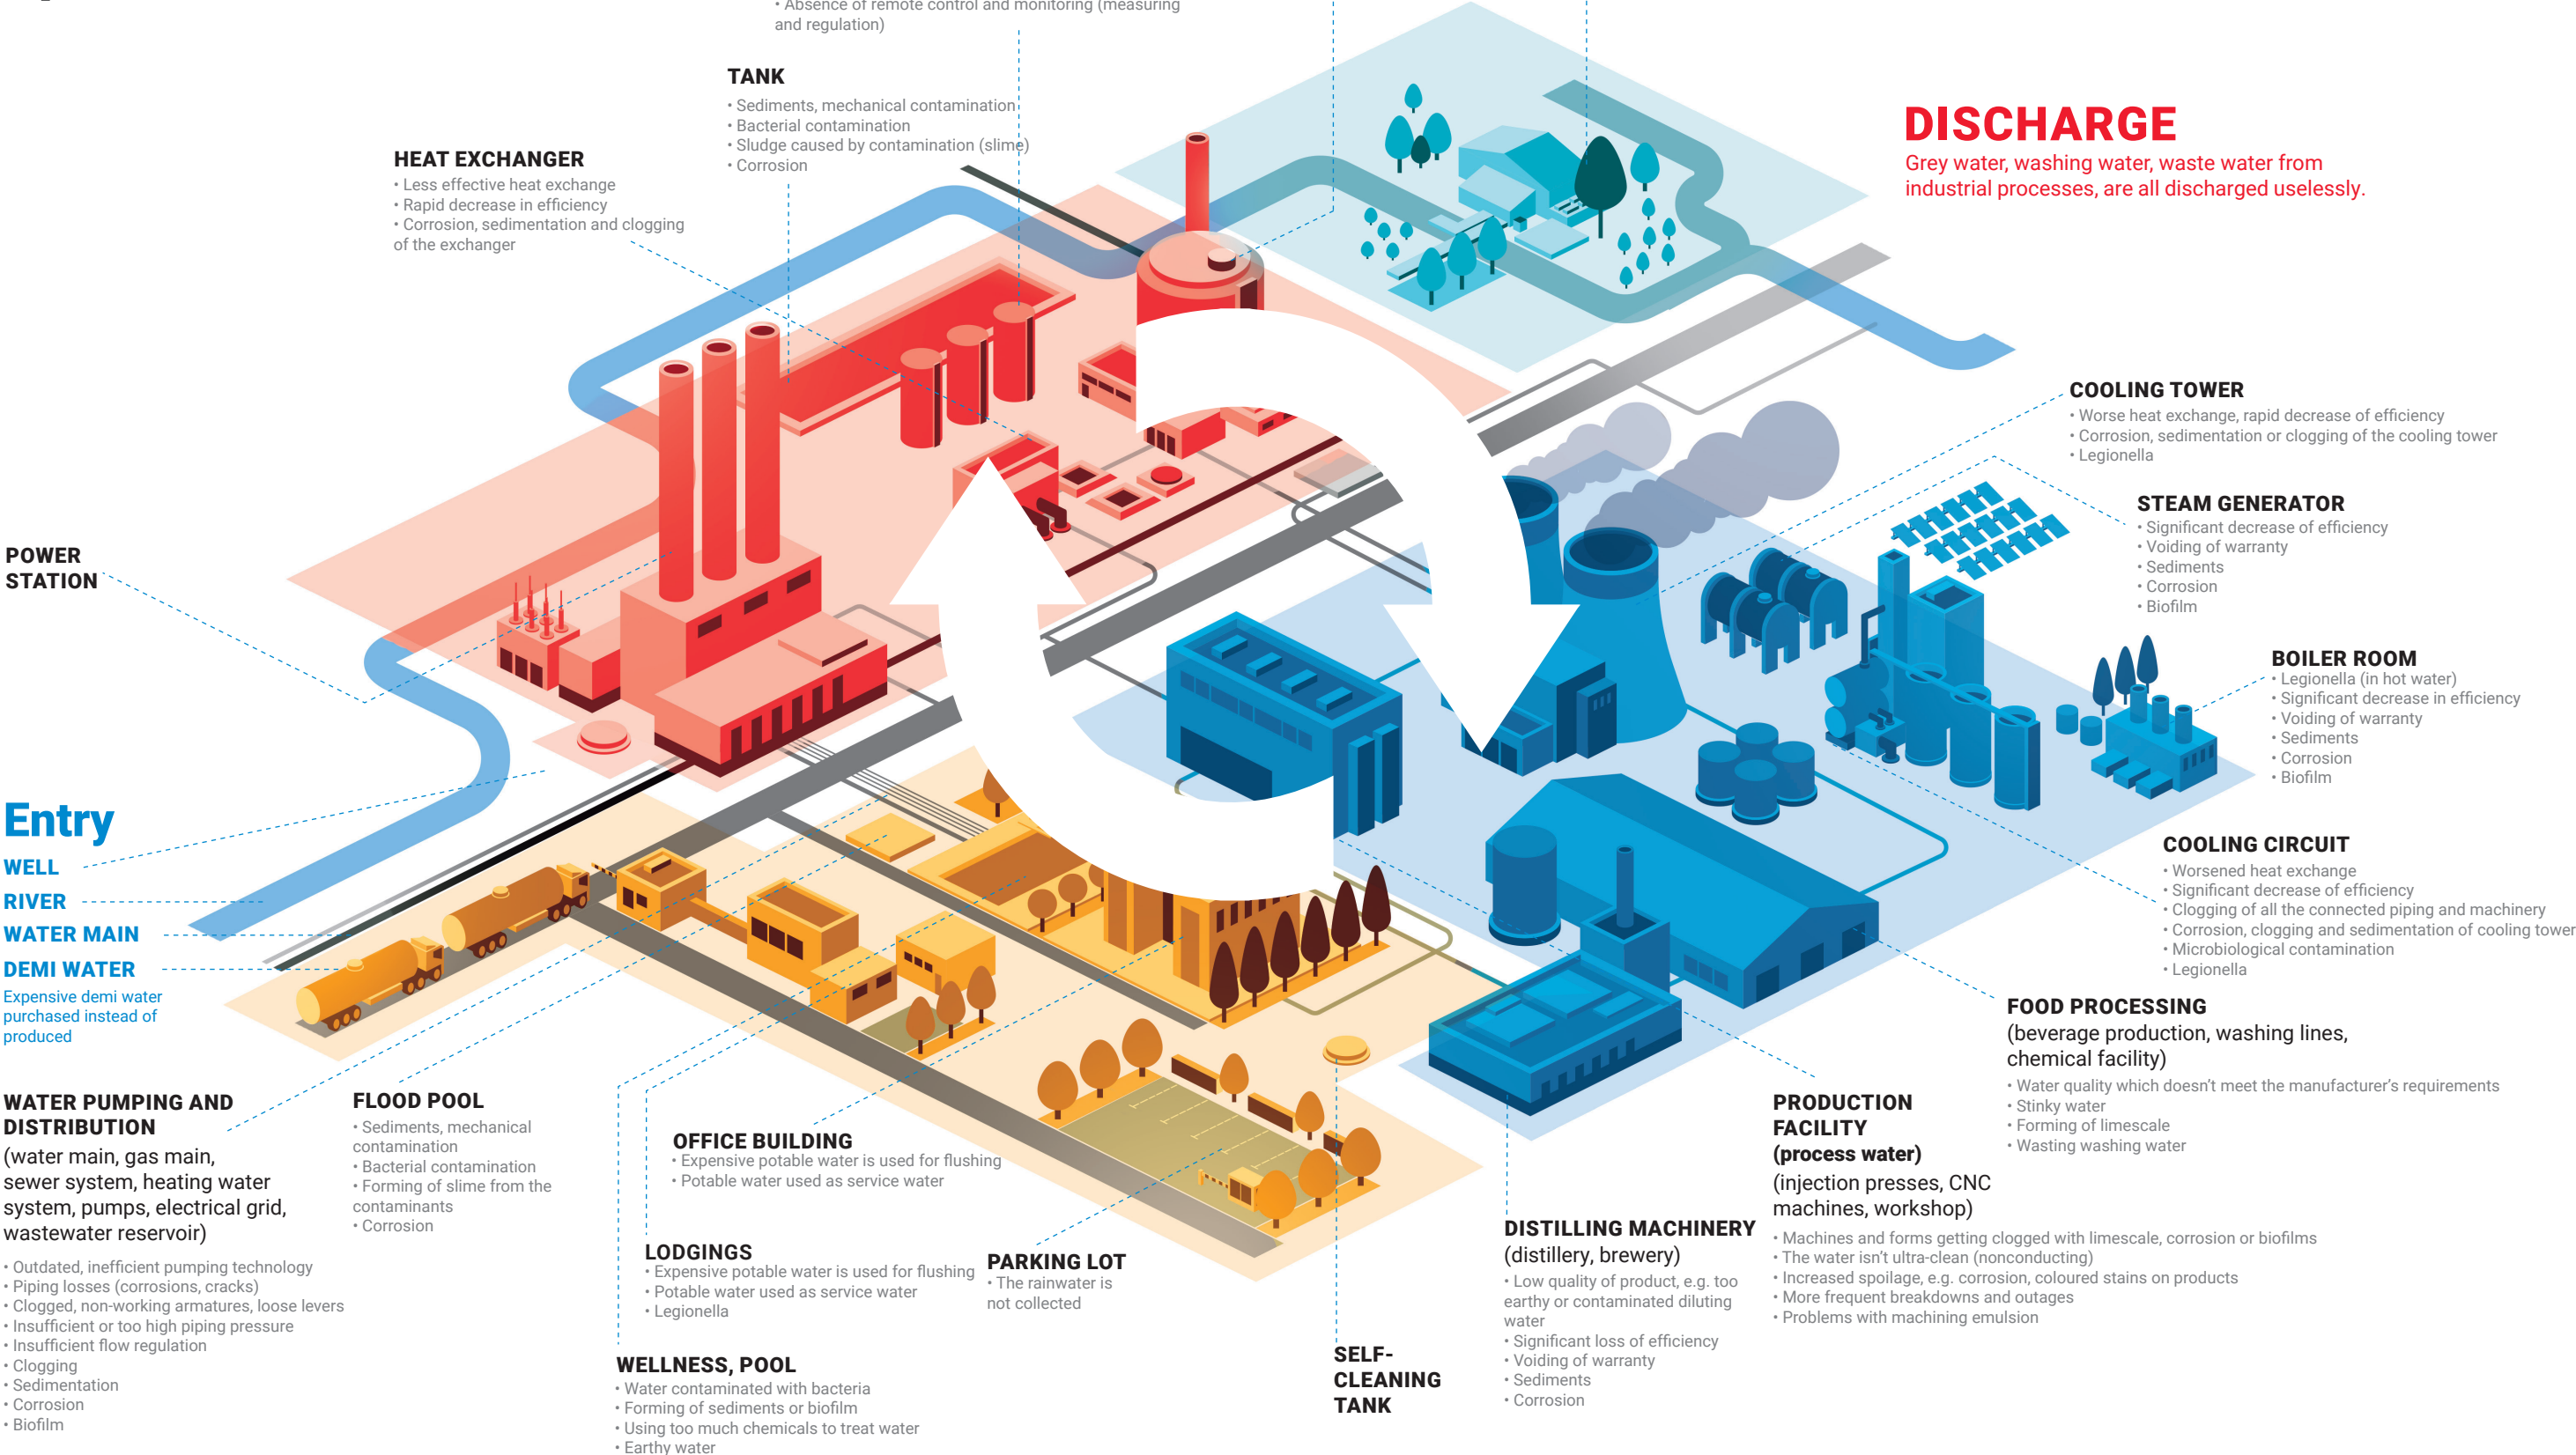 • Absence of remote control and monitoring (measuring
and regulation)
TANK
• Sediments, mechanical contamination
• Bacterial contamination
• Sludge caused by contamination (slime)
• Corrosion
HEAT EXCHANGER
• Less effective heat exchange
• Rapid decrease in efficiency
• Corrosion, sedimentation and clogging
of the exchanger
DISCHARGE
Grey water, washing water, waste water from
industrial processes, are all discharged uselessly.
COOLING TOWER
• Worse heat exchange, rapid decrease of efficiency
• Corrosion, sedimentation or clogging of the cooling tower
• Legionella
STEAM GENERATOR
• Significant decrease of efficiency
• Voiding of warranty
• Sediments
• Corrosion
• Biofilm
POWER
STATION
BOILER ROOM
• Legionella (in hot water)
• Significant decrease in efficiency
• Voiding of warranty
• Sediments
• Corrosion
• Biofilm
Entry
WELL
RIVER
WATER MAIN
DEMI WATER
Expensive demi water
purchased instead of
produced
COOLING CIRCUIT
• Worsened heat exchange
• Significant decrease of efficiency
• Clogging of all the connected piping and machinery
• Corrosion, clogging and sedimentation of cooling tower
• Microbiological contamination
• Legionella
FOOD PROCESSING
(beverage production, washing lines,
chemical facility)
• Water quality which doesn't meet the manufacturer's requirements
• Stinky water
• Forming of limescale
• Wasting washing water
WATER PUMPING AND
DISTRIBUTION
(water main, gas main,
sewer system, heating water
system, pumps, electrical grid,
wastewater reservoir)
• Outdated, inefficient pumping technology
• Piping losses (corrosions, cracks)
• Clogged, non-working armatures, loose levers
• Insufficient or too high piping pressure
• Insufficient flow regulation
• Clogging
• Sedimentation
• Corrosion
• Biofilm
FLOOD POOL
• Sediments, mechanical
contamination
• Bacterial contamination
• Forming of slime from the
contaminants
• Corrosion
OFFICE BUILDING
• Expensive potable water is used for flushing
• Potable water used as service water
LODGINGS
• Expensive potable water is used for flushing
• Potable water used as service water
• Legionella
PARKING LOT
• The rainwater is
not collected
WELLNESS, POOL
• Water contaminated with bacteria
• Forming of sediments or biofilm
• Using too much chemicals to treat water
• Earthy water
SELF-
CLEANING
TANK
DISTILLING MACHINERY
(distillery, brewery)
• Low quality of product, e.g. too
earthy or contaminated diluting
water
• Significant loss of efficiency
• Voiding of warranty
• Sediments
• Corrosion
PRODUCTION
FACILITY
(process water)
(injection presses, CNC
machines, workshop)
• Machines and forms getting clogged with limescale, corrosion or biofilms
• The water isn't ultra-clean (nonconducting)
• Increased spoilage, e.g. corrosion, coloured stains on products
• More frequent breakdowns and outages
• Problems with machining emulsion